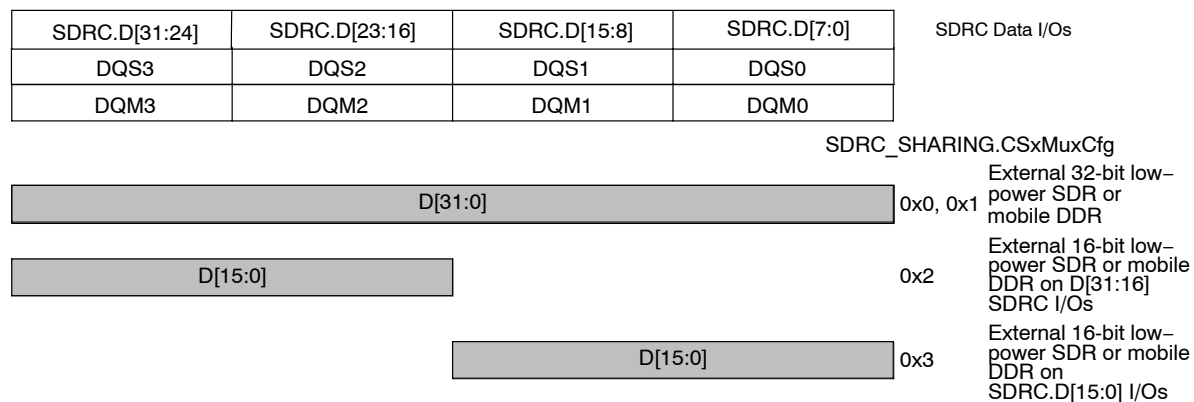 SDRC.D[31:24] SDRC.D[23:16] SDRC.D[15:8] SDRC.D[7:0] SDRC Data I/Os
DQS3 DQS2 DQS1 DQS0
DQM3 DQM2 DQM1 DQM0
SDRC_SHARING.CSxMuxCfg
D[31:0]
0x0, 0x1
External 32-bit low–
power SDR or
mobile DDR
D[15:0]
0x2
External 16-bit low–
power SDR or mobile
DDR on D[31:16]
SDRC I/Os
D[15:0]
0x3
External 16-bit low–
power SDR or mobile
DDR on
SDRC.D[15:0] I/Os